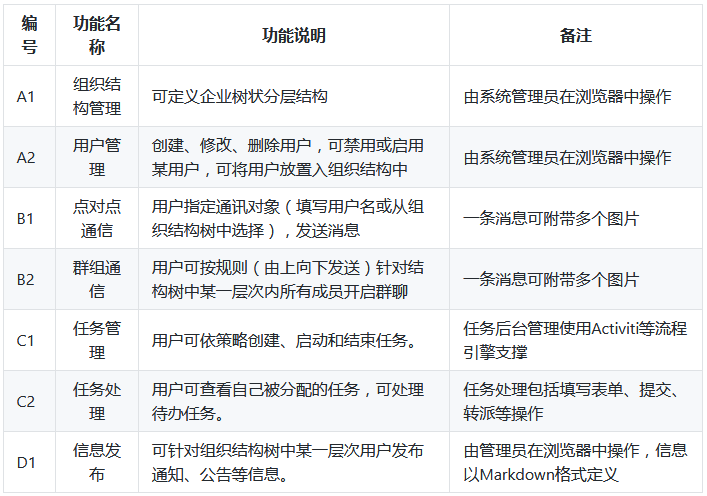 编号 功能名称 功能说明 备注
A1 组织结构管理 可定义企业树状分层结构 由系统管理员在浏览器中操作
A2 用户管理 创建、修改、删除用户，可禁用或启用某用户，可将用户放置入组织结构中 由系统管理员在浏览器中操作
B1 点对点通信 用户指定通讯对象（填写用户名或从组织结构树中选择），发送消息 一条消息可附带多个图片
B2 群组通信 用户可按规则（由上向下发送）针对结构树中某一层次内所有成员开启群聊 一条消息可附带多个图片
C1 任务管理 用户可依策略创建、启动和结束任务。 任务后台管理使用Activiti等流程引擎支撑
C2 任务处理 用户可查看自己被分配的任务，可处理待办任务。 任务处理包括填写表单、提交、转派等操作
D1 信息发布 可针对组织结构树中某一层次用户发布通知、公告等信息。 由管理员在浏览器中操作，信息以Markdown格式定义